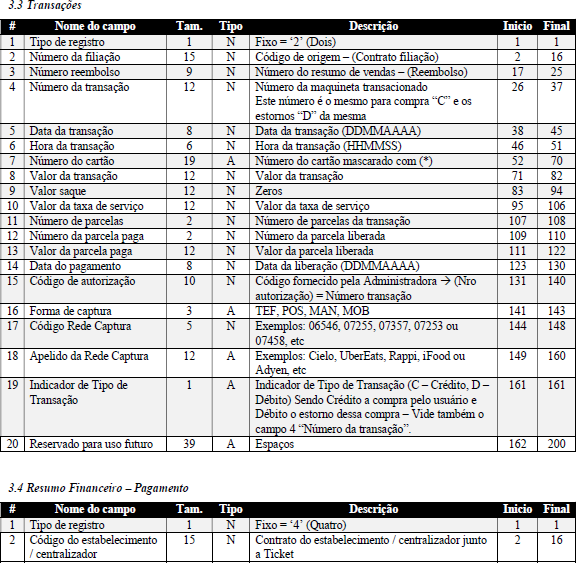 3.3 Transações
# Nome do campo Tam. Tipo Descrição Inicio Final
1 Tipo de registro 1 N Fixo = ‘2’ (Dois) 1 1
2 Número da filiação 15 N Código de origem – (Contrato filiação) 2 16
3 Número reembolso 9 N Número do resumo de vendas – (Reembolso) 17 25
4 Número da transação 12 N Número da maquineta transacionado 26 37
Este número é o mesmo para compra “C” e os
estornos “D” da mesma
5 Data da transação 8 N Data da transação (DDMMAAAA) 38 45
6 Hora da transação 6 N Hora da transação (HHMMSS) 46 51
7 Número do cartão 19 A Número do cartão mascarado com (*) 52 70
8 Valor da transação 12 N Valor da transação 71 82
9 Valor saque 12 N Zeros 83 94
10 Valor da taxa de serviço 12 N Valor da taxa de serviço 95 106
11 Número de parcelas 2 N Número de parcelas da transação 107 108
12 Número da parcela paga 2 N Número da parcela liberada 109 110
13 Valor da parcela paga 12 N Valor da parcela liberada 111 122
14 Data do pagamento 8 N Data da liberação (DDMMAAAA) 123 130
15 Código de autorização 10 N Código fornecido pela Administradora → (Nro 131 140
autorização) = Número transação
16 Forma de captura 3 A TEF, POS, MAN, MOB 141 143
17 Código Rede Captura 5 N Exemplos: 06546, 07255, 07357, 07253 ou 144 148
07458, etc
18 Apelido da Rede Captura 12 A Exemplos: Cielo, UberEats, Rappi, iFood ou 149 160
Adyen, etc
19 Indicador de Tipo de 1 A Indicador de Tipo de Transação (C – Crédito, D – 161 161
Transação Débito) Sendo Crédito a compra pelo usuário e
Débito o estorno dessa compra – Vide também o
campo 4 “Número da transação”.
20 Reservado para uso futuro 39 A Espaços 162 200
3.4 Resumo Financeiro – Pagamento
# Nome do campo Tam. Tipo Descrição Inicio Final
1 Tipo de registro 1 N Fixo = ‘4’ (Quatro) 1 1
2 Código do estabelecimento 15 N Contrato do estabelecimento / centralizador junto 2 16
/ centralizador a Ticket